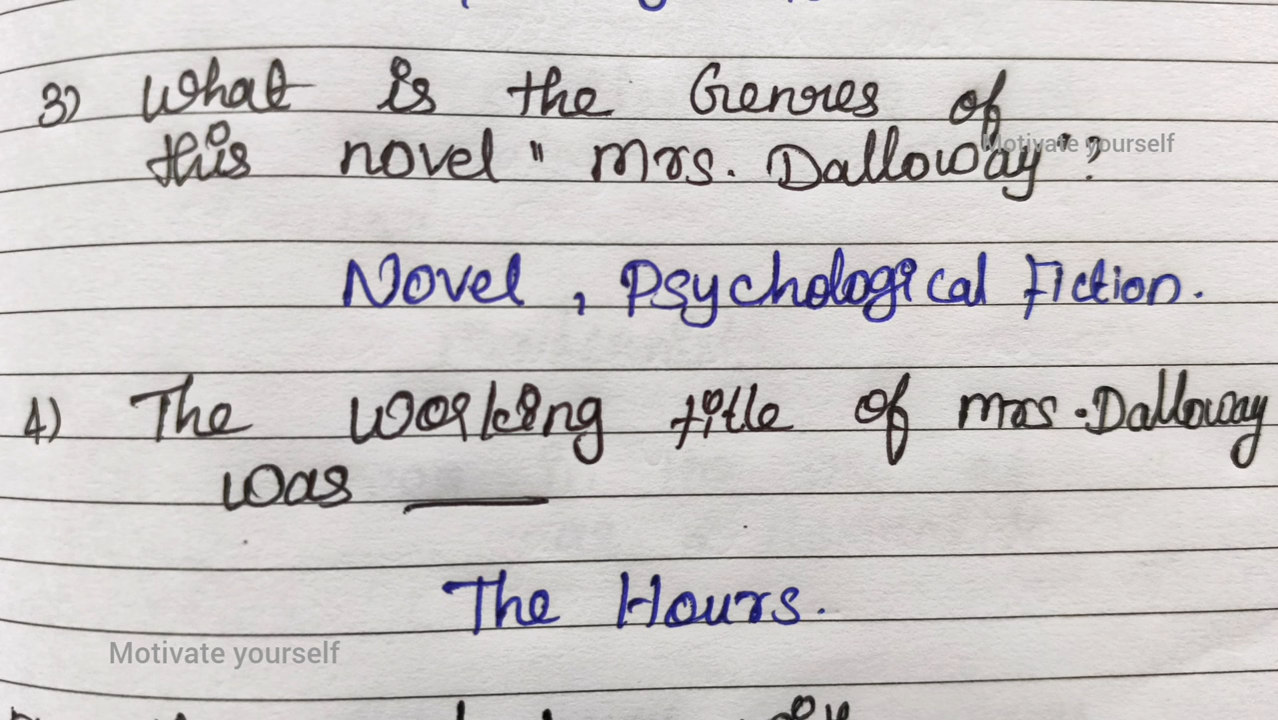 3) What is the Genres of
Motivate yourself
this novel " Mrs. Dalloway"?
Novel, Psychological Fiction.
4) The working title of Mrs. Dalloway
was ____
The Hours.
Motivate yourself